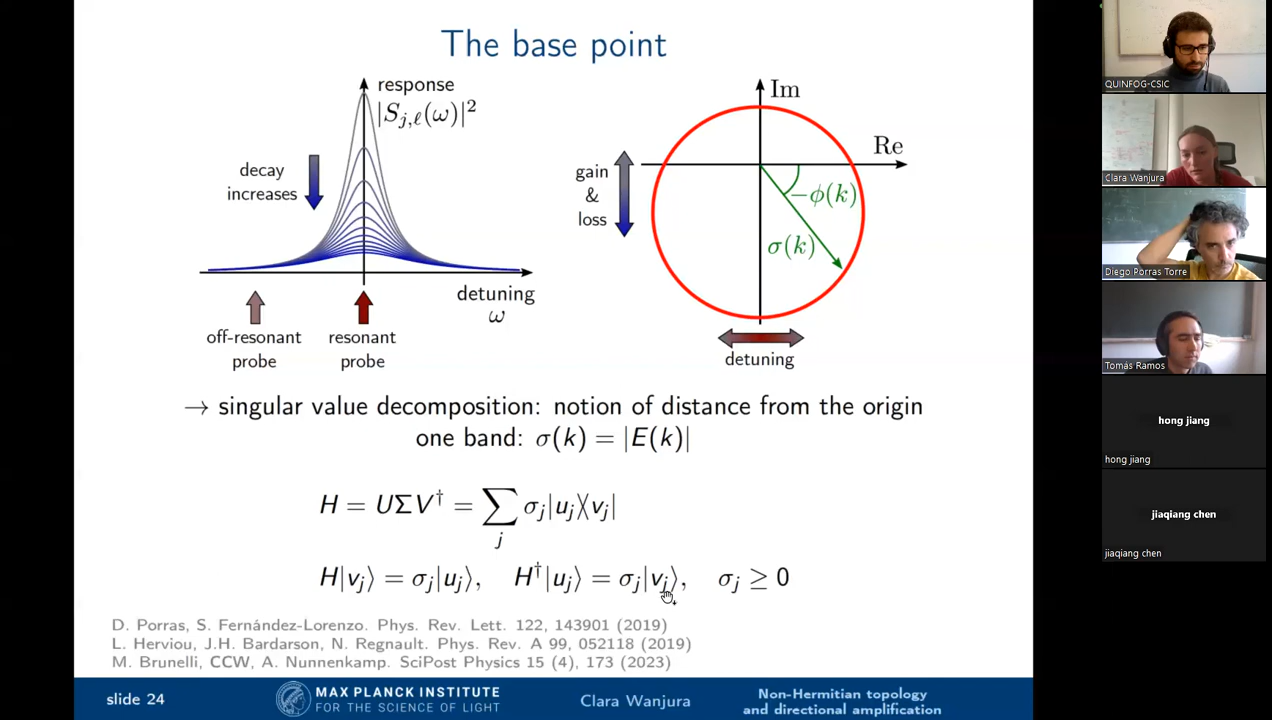 The base point
response
|S_{j,ℓ}(ω)|²
decay
increases
detuning
ω
off-resonant
probe
resonant
probe
Im
Re
gain
&
loss
−ϕ(k)
σ(k)
detuning
→ singular value decomposition: notion of distance from the origin
one band: σ(k) = |E(k)|
H = UΣV† = ∑_j σ_j|u_j⟩⟨v_j|
H|v_j⟩ = σ_j|u_j⟩, H†|u_j⟩ = σ_j|v_j⟩, σ_j ≥ 0
D. Porras, S. Fernández-Lorenzo. Phys. Rev. Lett. 122, 143901 (2019)
L. Herviou, J.H. Bardarson, N. Regnault. Phys. Rev. A 99, 052118 (2019)
M. Brunelli, CCW, A. Nunnenkamp. SciPost Physics 15 (4), 173 (2023)
slide 24
MAX PLANCK INSTITUTE
FOR THE SCIENCE OF LIGHT
Clara Wanjura
Non-Hermitian topology
and directional amplification
QUINFOG-CSIC
Clara Wanjura
Diego Porras Torre
Tomás Ramos
hong jiang
hong jiang
jiaqiang chen
jiaqiang chen